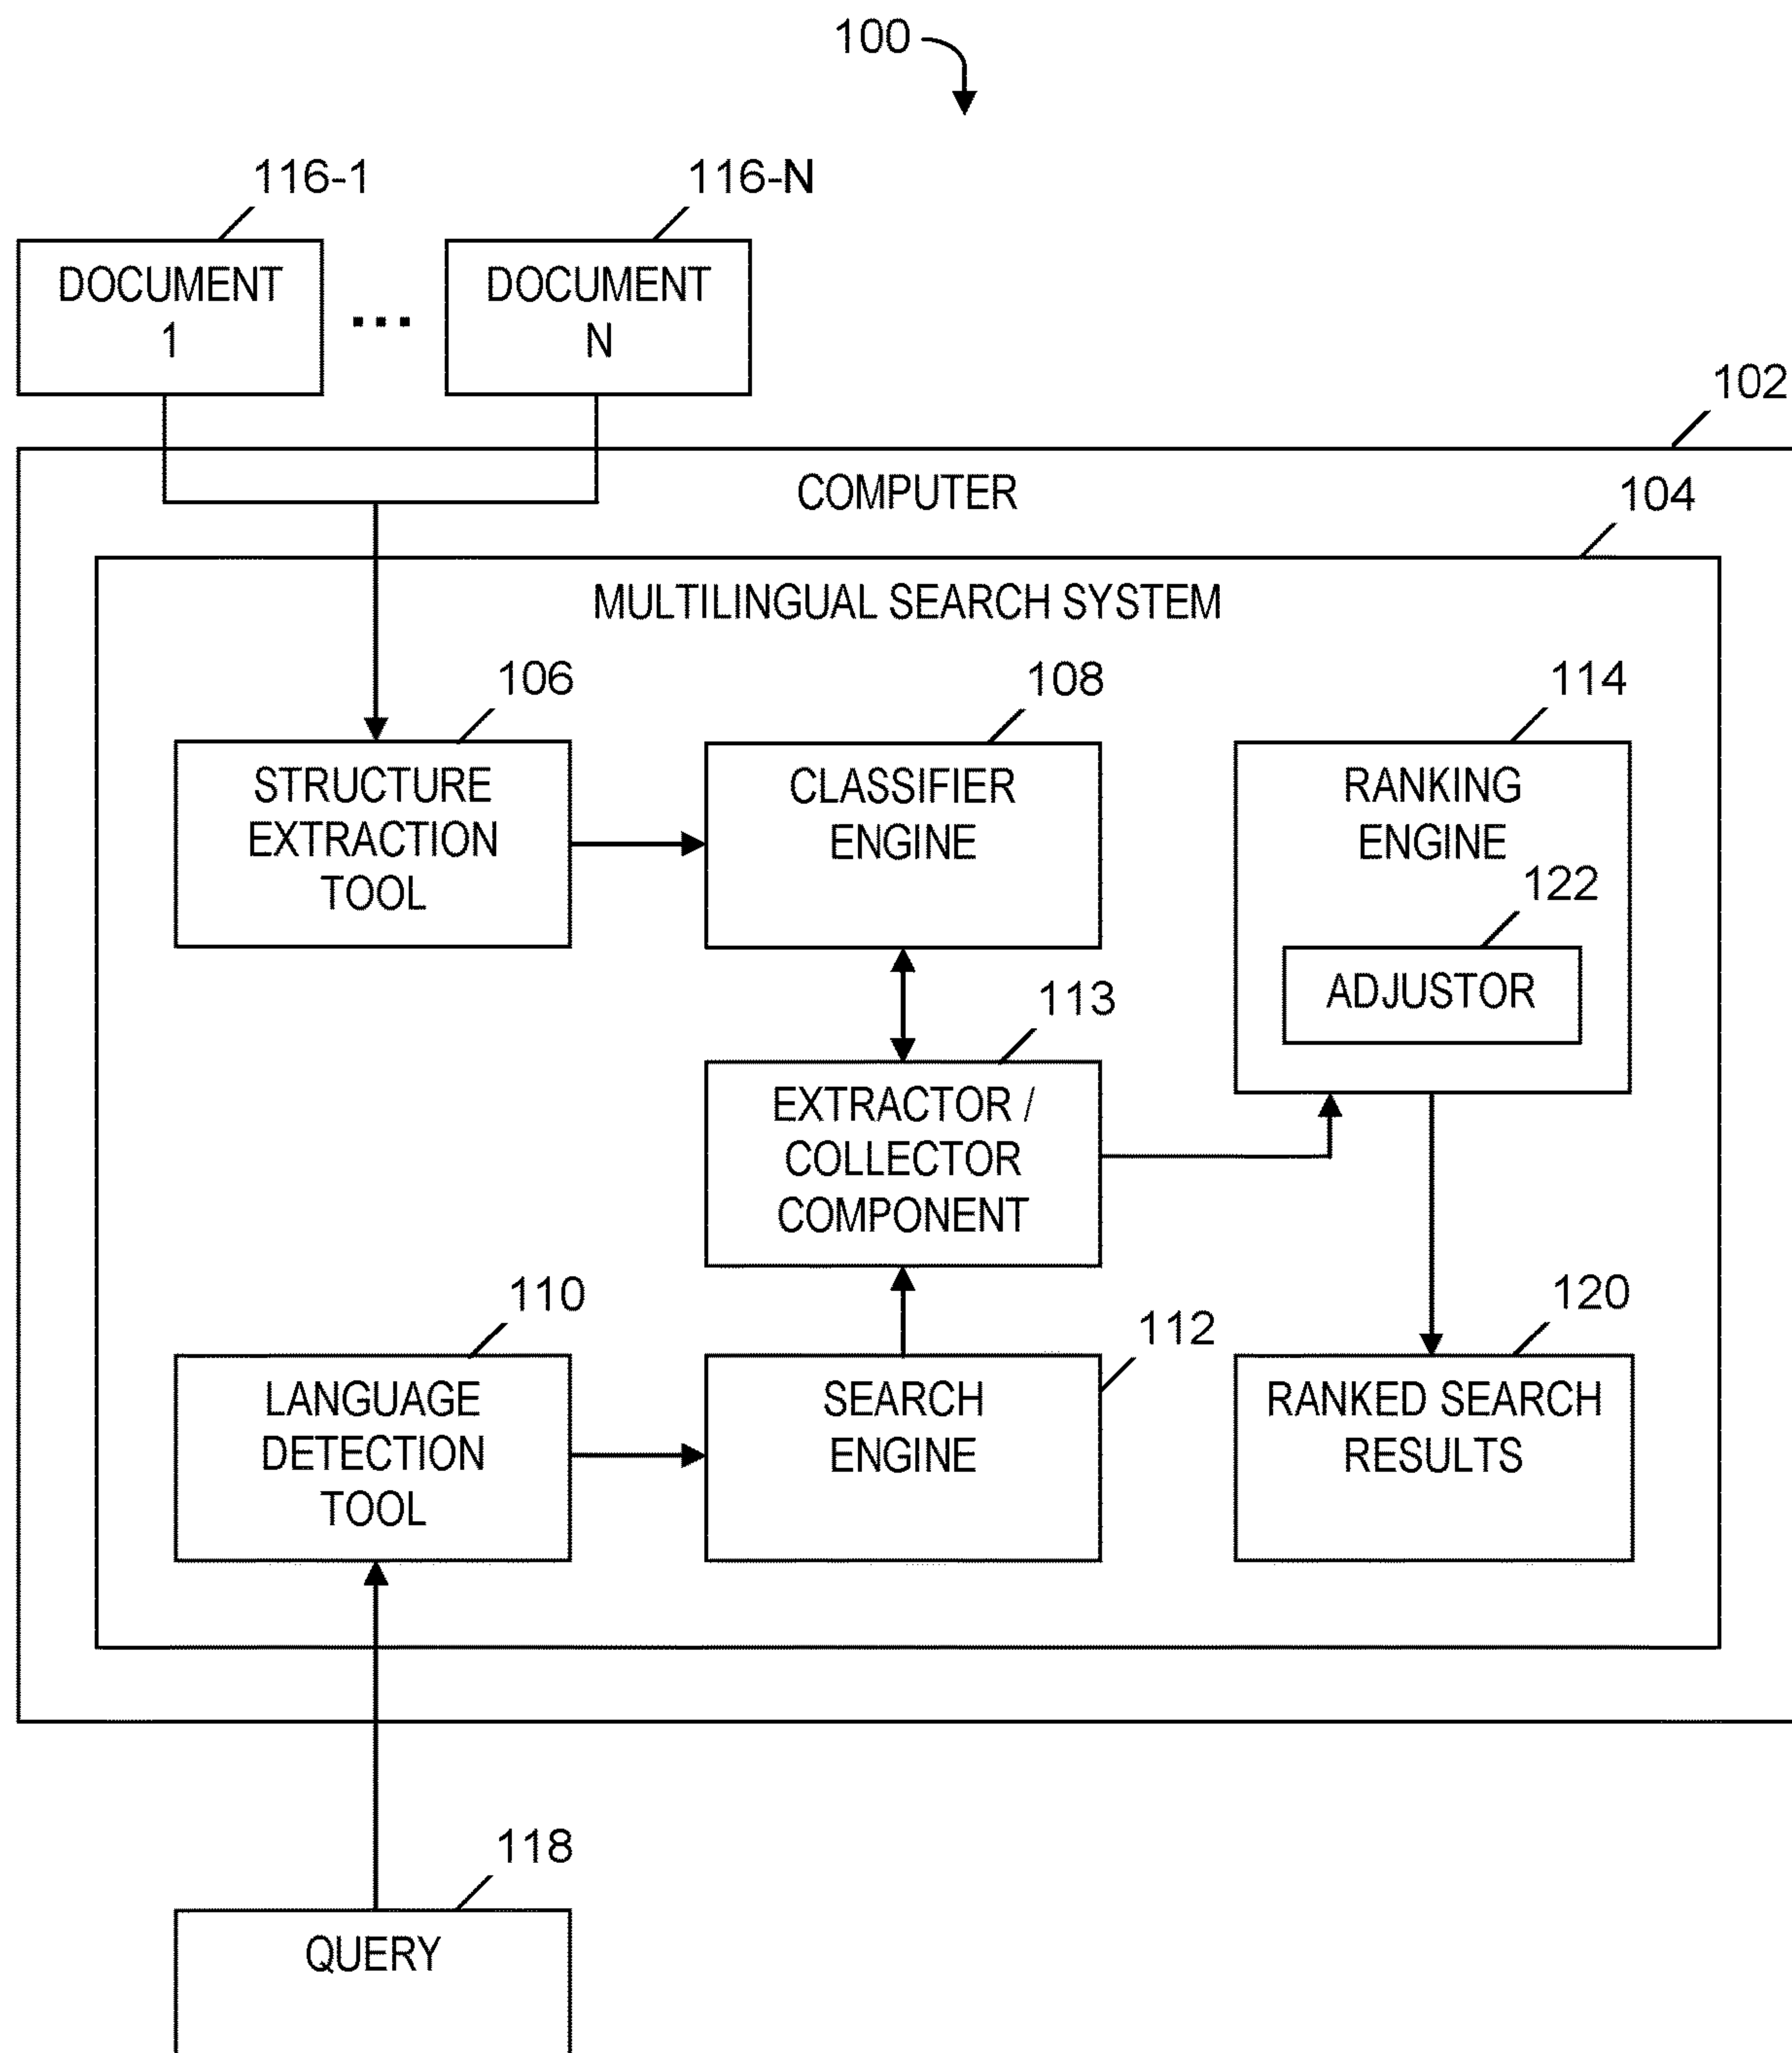 100
116-1
116-N
DOCUMENT
1
...
DOCUMENT
N
102
COMPUTER
104
MULTILINGUAL SEARCH SYSTEM
106
STRUCTURE
EXTRACTION
TOOL
108
CLASSIFIER
ENGINE
114
RANKING
ENGINE
122
ADJUSTOR
113
EXTRACTOR /
COLLECTOR
COMPONENT
110
LANGUAGE
DETECTION
TOOL
112
SEARCH
ENGINE
120
RANKED SEARCH
RESULTS
118
QUERY